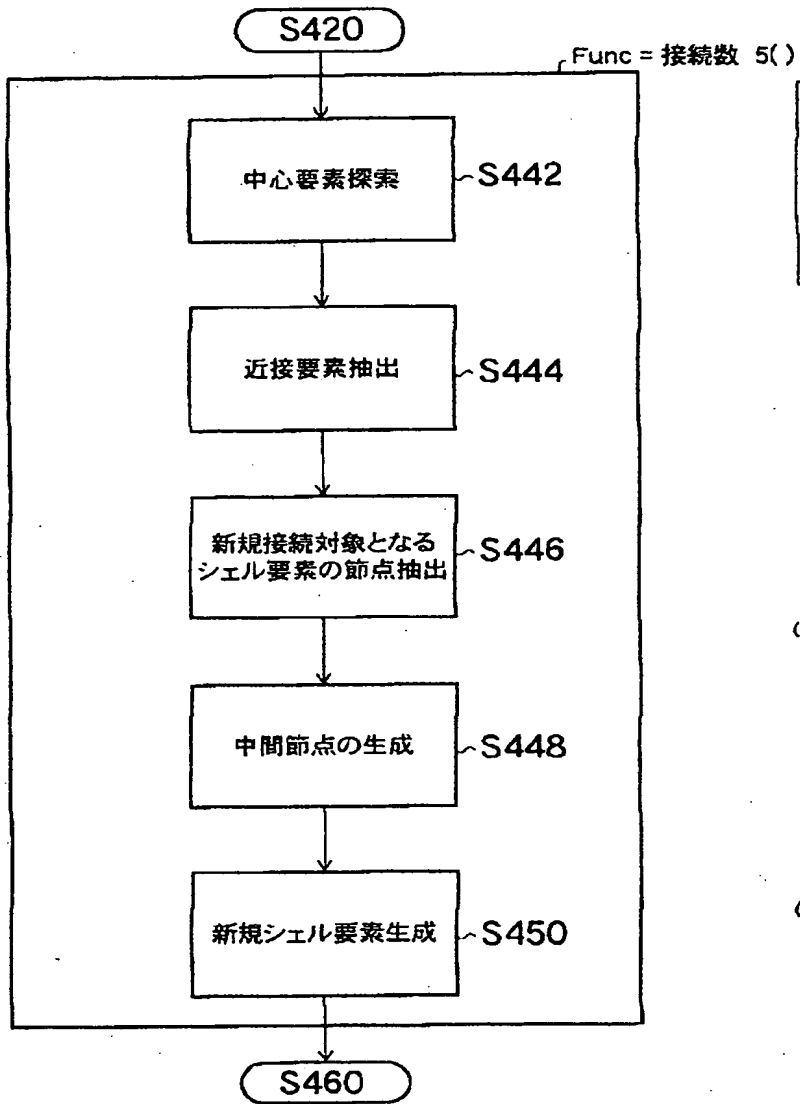 S420
Func = 接続数 5()
中心要素探索
S442
近接要素抽出
S444
新規接続対象となる
シェル要素の節点抽出
S446
中間節点の生成
S448
新規シェル要素生成
S450
S460